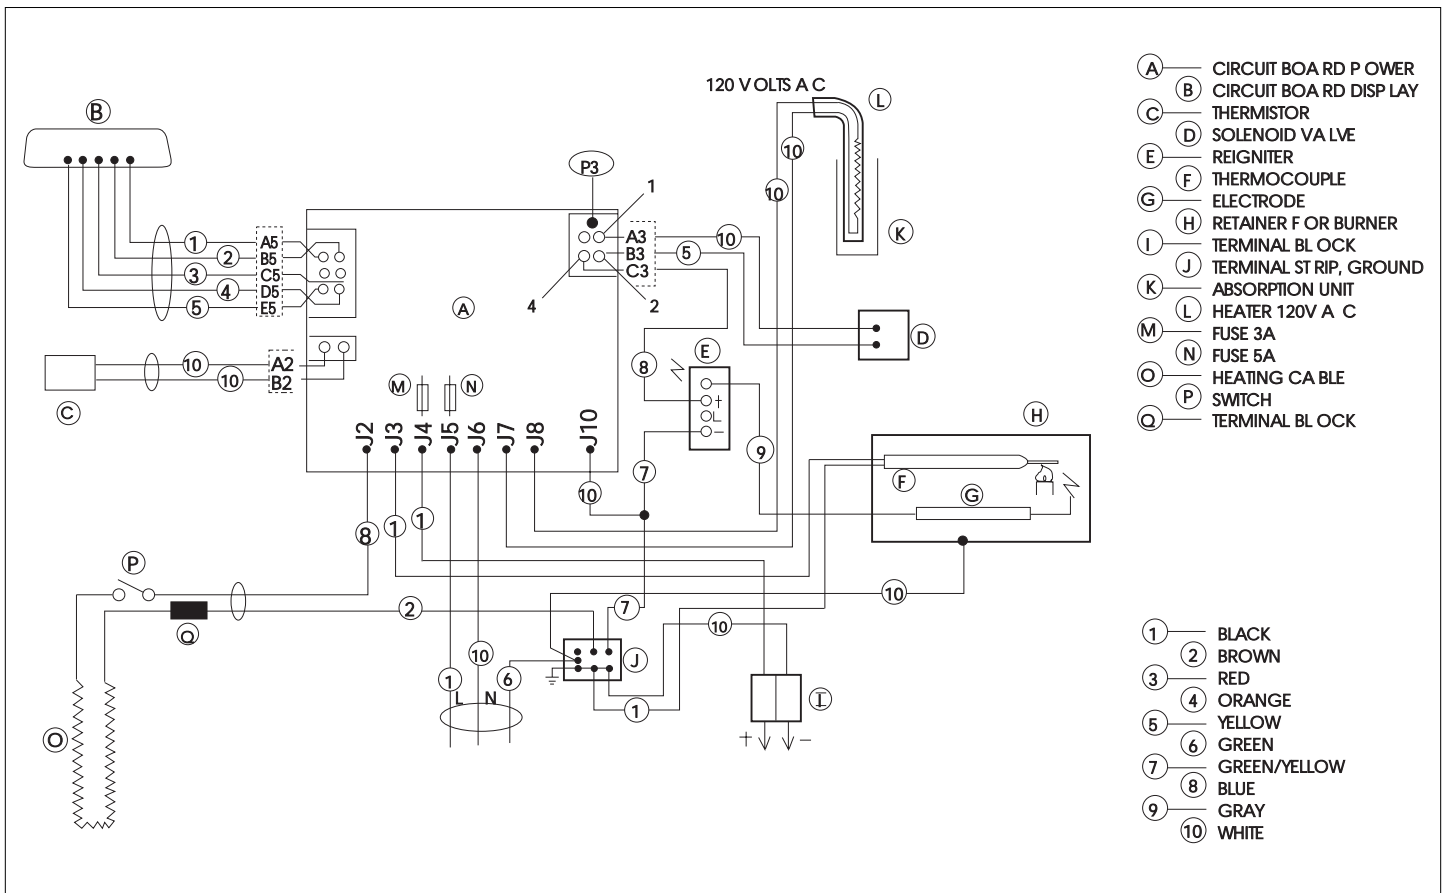 120 VOLTS A C
L
A CIRCUIT BOA RD P OWER
B CIRCUIT BOA RD DISP LAY
C THERMISTOR
D SOLENOID VA LVE
E REIGNITER
F THERMOCOUPLE
G ELECTRODE
H RETAINER F OR BURNER
I TERMINAL BL OCK
J TERMINAL ST RIP, GROUND
K ABSORPTION UNIT
L HEATER 120V A C
M FUSE 3A
N FUSE 5A
O HEATING CA BLE
P SWITCH
Q TERMINAL BL OCK
B
10
10
K
P3
1
4
2
A3
B3
C3
10
5
1
2
3
4
5
A5
B5
C5
D5
E5
A
D
8
E
+
L
−
9
7
C
10
10
A2
B2
M
N
J2
J3
J4
J5
J6
J7
J8
J10
10
H
F
G
8
1
1
P
Q
2
7
10
10
J
1
10
6
L N
1
I
+ −
O
1 BLACK
2 BROWN
3 RED
4 ORANGE
5 YELLOW
6 GREEN
7 GREEN/YELLOW
8 BLUE
9 GRAY
10 WHITE